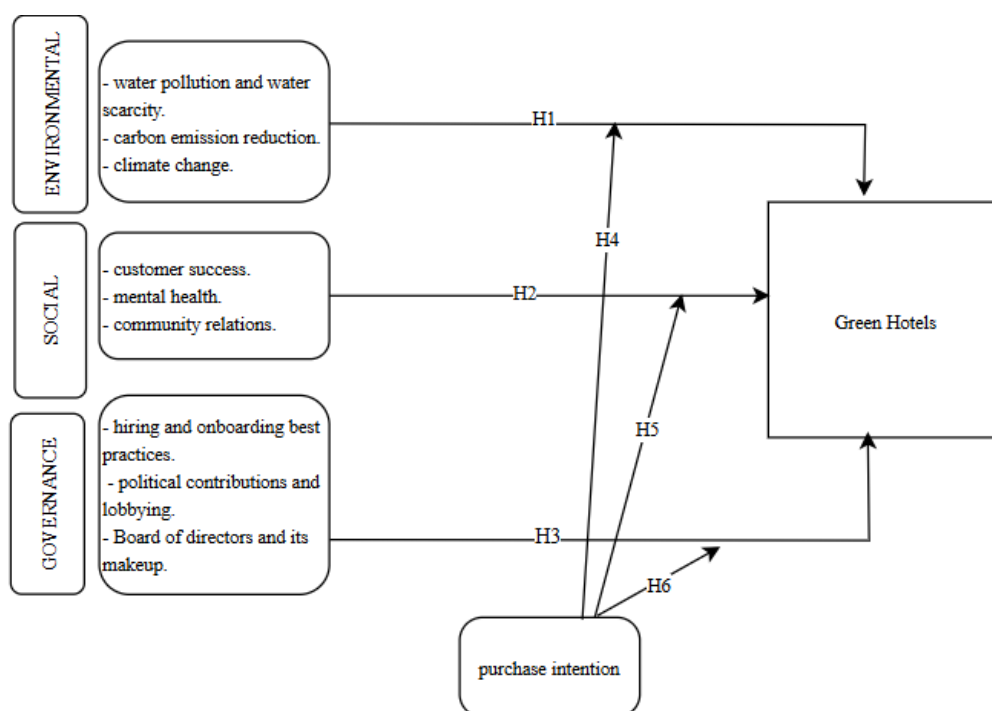 ENVIRONMENTAL
- water pollution and water
scarcity.
- carbon emission reduction.
- climate change.
H1
SOCIAL
- customer success.
- mental health.
- community relations.
H4
H2
Green Hotels
GOVERNANCE
- hiring and onboarding best
practices.
- political contributions and
lobbying.
- Board of directors and its
makeup.
H5
H3
H6
purchase intention